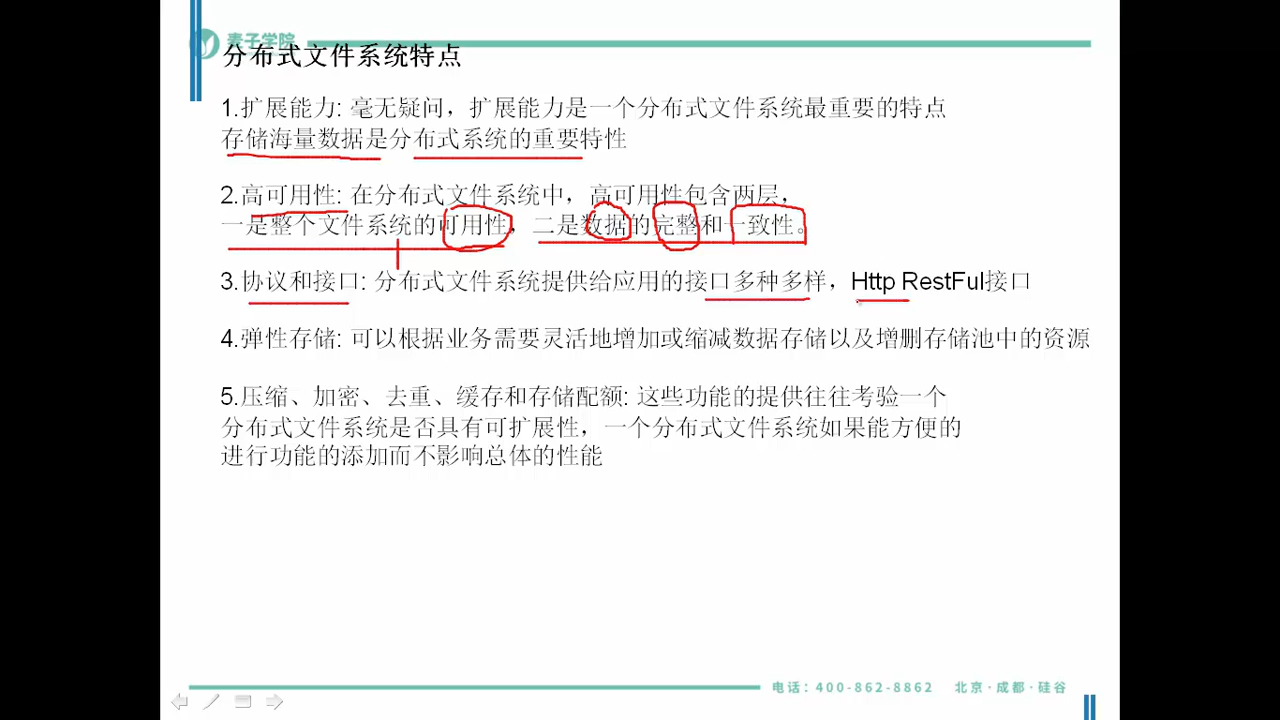 麦子学院
分布式文件系统特点
1.扩展能力: 毫无疑问，扩展能力是一个分布式文件系统最重要的特点
存储海量数据是分布式系统的重要特性
2.高可用性: 在分布式文件系统中，高可用性包含两层，
一是整个文件系统的可用性，二是数据的完整和一致性。
3.协议和接口: 分布式文件系统提供给应用的接口多种多样，Http RestFul接口
4.弹性存储: 可以根据业务需要灵活地增加或缩减数据存储以及增删存储池中的资源
5.压缩、加密、去重、缓存和存储配额: 这些功能的提供往往考验一个
分布式文件系统是否具有可扩展性，一个分布式文件系统如果能方便的
进行功能的添加而不影响总体的性能
电话：400-862-8862 北京·成都·硅谷